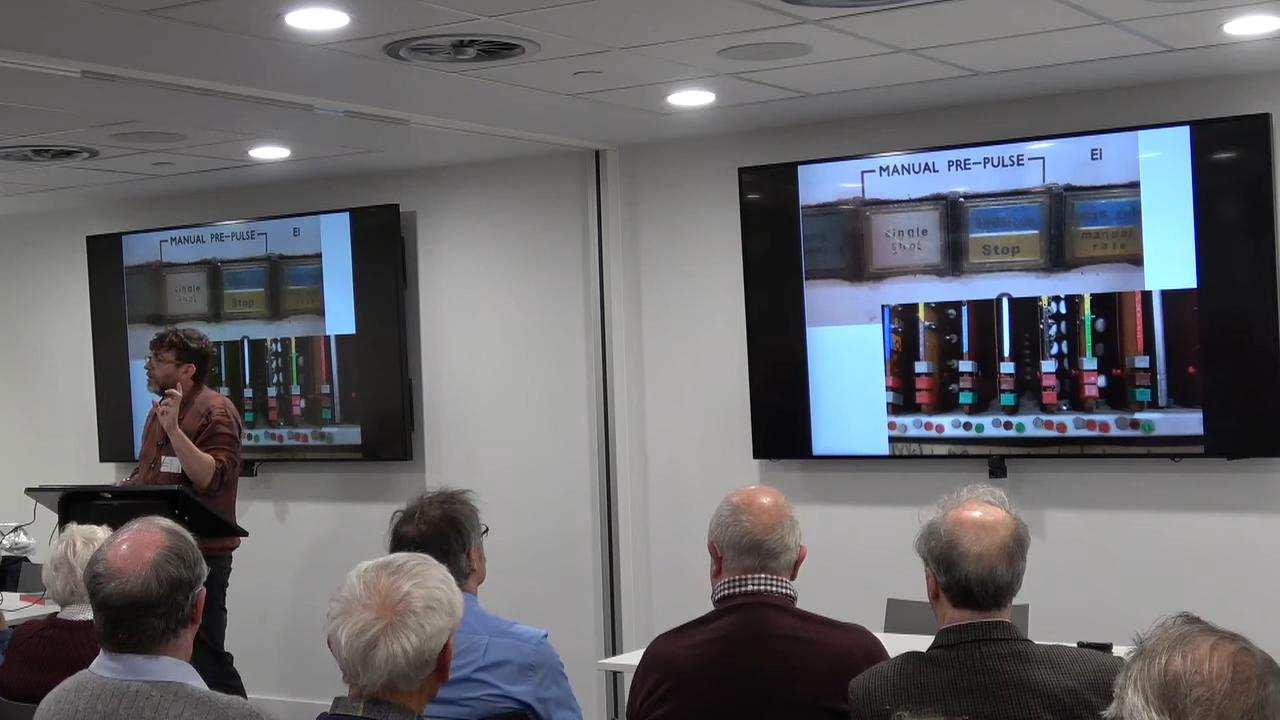 MANUAL PRE-PULSE EI
single
shot
Stop
MANUAL PRE-PULSE EI
single
shot
Stop
manual
rate